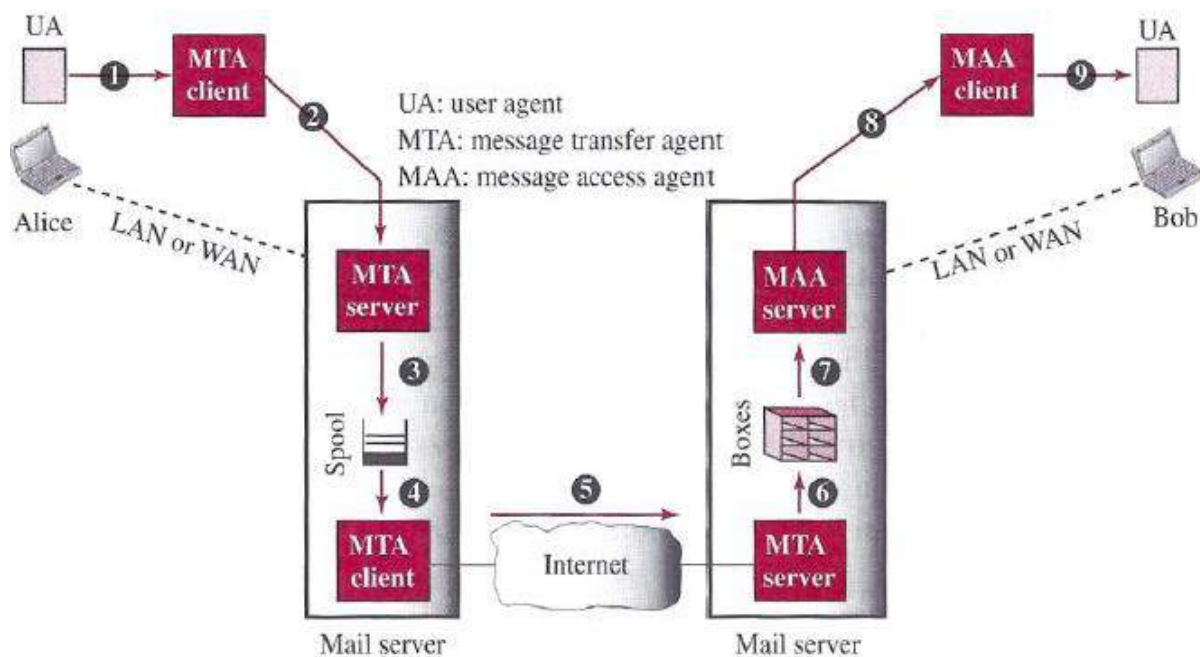 UA
MTA
client
1
2
UA: user agent
MTA: message transfer agent
MAA: message access agent
MAA
client
8
9
UA
Alice
LAN or WAN
MTA
server
3
Spool
4
MTA
client
Mail server
5
Internet
LAN or WAN
Bob
MAA
server
7
Boxes
6
MTA
server
Mail server